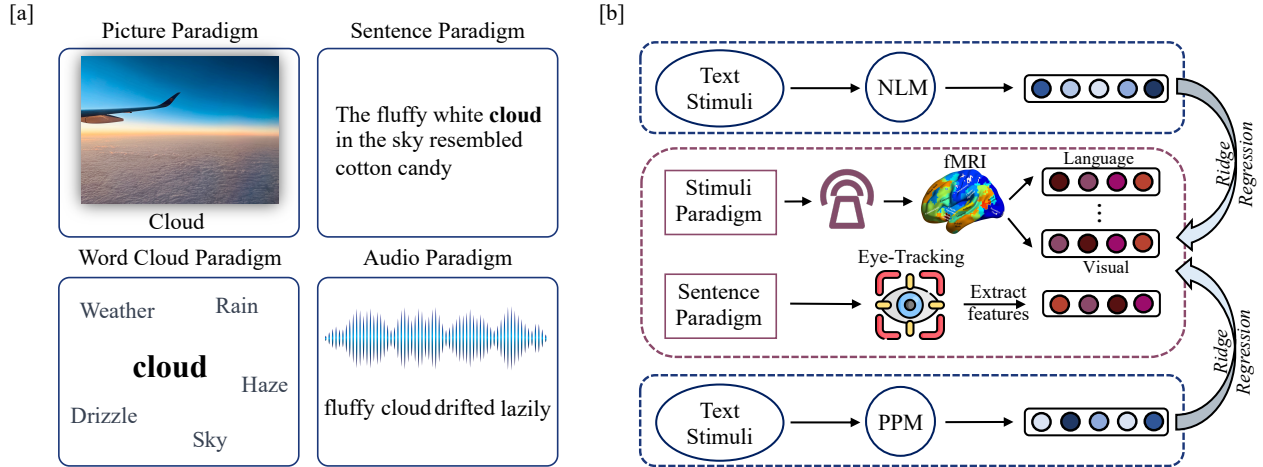 [a]
Picture Paradigm
Cloud
Sentence Paradigm
The fluffy white cloud
in the sky resembled
cotton candy
Word Cloud Paradigm
Weather
Rain
cloud
Haze
Drizzle
Sky
Audio Paradigm
fluffy cloud drifted lazily
[b]
Text
Stimuli
NLM
Ridge
Regression
Stimuli
Paradigm
fMRI
Language
Visual
Sentence
Paradigm
Eye-Tracking
Extract
features
Ridge
Regression
Text
Stimuli
PPM